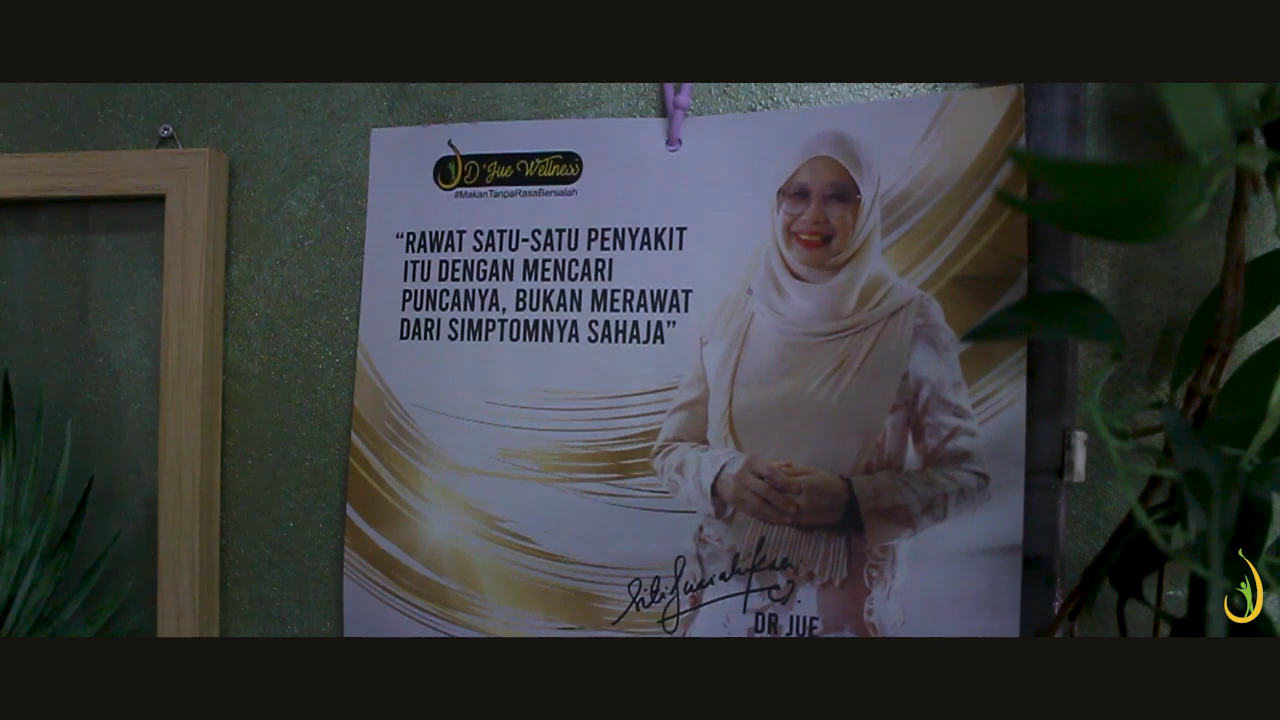 D'Jue Wellness
#MakanTanpaRasaBersalah
“RAWAT SATU-SATU PENYAKIT
ITU DENGAN MENCARI
PUNCANYA, BUKAN MERAWAT
DARI SIMPTOMNYA SAHAJA”
DR JUE